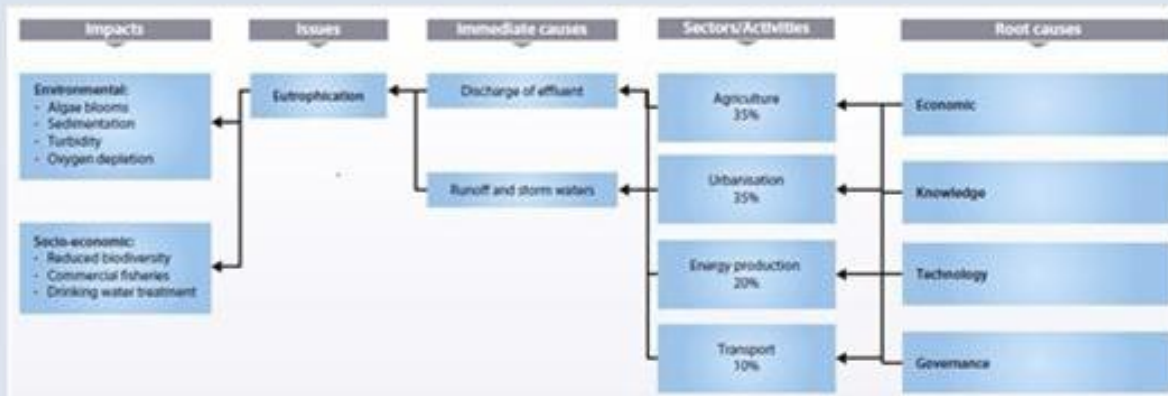 Impacts
Issues
Immediate causes
Sectors/Activities
Root causes
Environmental:
- Algae blooms
- Sedimentation
- Turbidity
- Oxygen depletion
Socio-economic:
- Reduced biodiversity
- Commercial fisheries
- Drinking water treatment
Eutrophication
Discharge of effluent
Runoff and storm waters
Agriculture
35%
Urbanisation
35%
Energy production
20%
Transport
10%
Economic
Knowledge
Technology
Governance